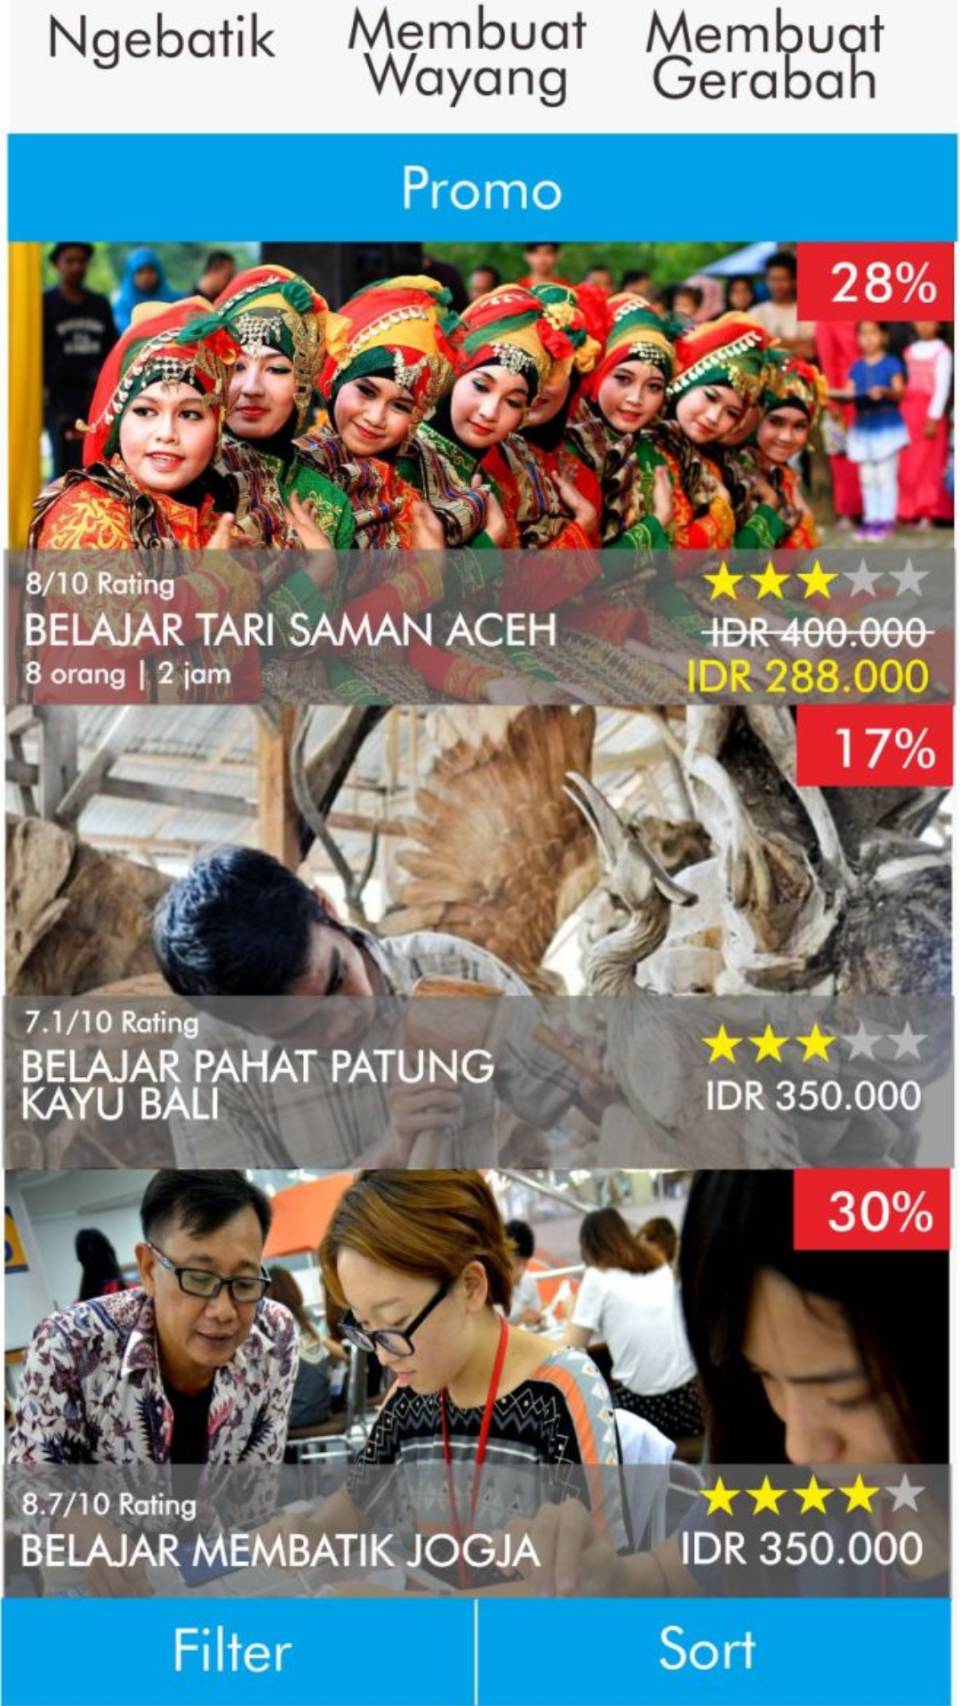 Ngebatik
Membuat
Wayang
Membuat
Gerabah
Promo
28%
8/10 Rating
BELAJAR TARI SAMAN ACEH
8 orang | 2 jam
IDR 400.000
IDR 288.000
17%
7.1/10 Rating
BELAJAR PAHAT PATUNG
KAYU BALI
IDR 350.000
30%
8.7/10 Rating
BELAJAR MEMBATIK JOGJA
IDR 350.000
Filter
Sort